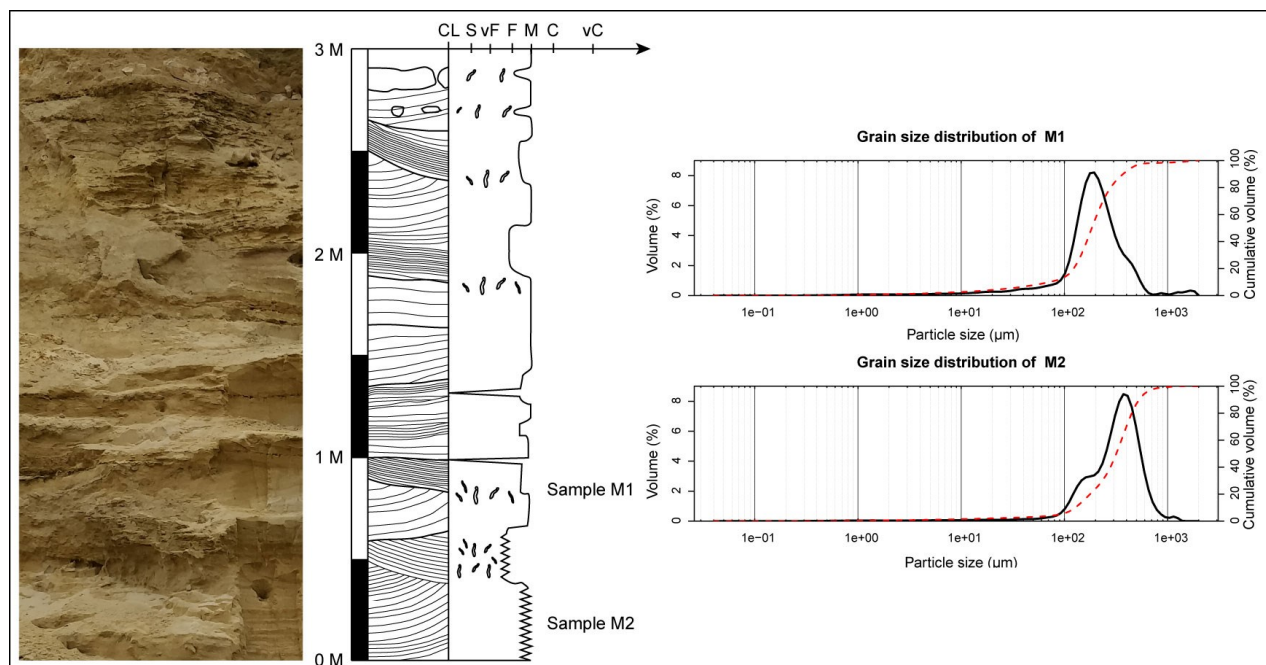 CL S vF F M C vC
3 M
2 M
1 M
0 M
Sample M1
Sample M2
Grain size distribution of M1
Volume (%)
0 2 4 6 8
0 20 40 60 80 100
Cumulative volume (%)
1e−01 1e+00 1e+01 1e+02 1e+03
Particle size (µm)
Grain size distribution of M2
Volume (%)
0 2 4 6 8
0 20 40 60 80 100
Cumulative volume (%)
1e−01 1e+00 1e+01 1e+02 1e+03
Particle size (µm)